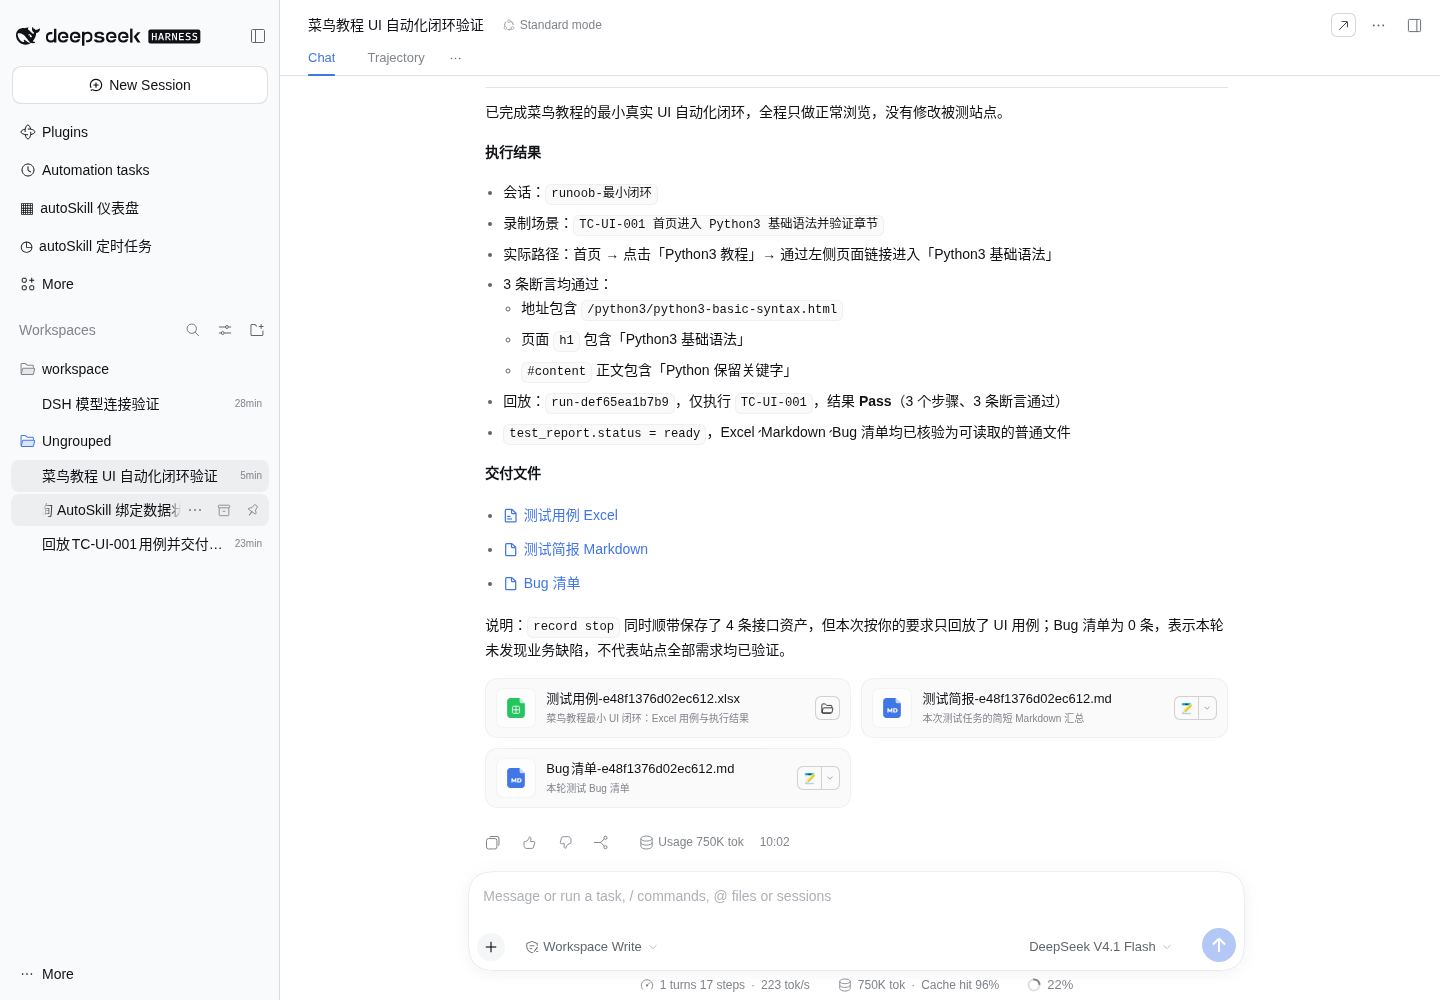 deepseek HARNESS
New Session
Plugins
Automation tasks
autoSkill 仪表盘
autoSkill 定时任务
More
Workspaces
workspace
DSH 模型连接验证 28min
Ungrouped
菜鸟教程 UI 自动化闭环验证 5min
AutoSkill 绑定数据
回放TC-UI-001用例并交付… 23min
More
菜鸟教程 UI 自动化闭环验证 Standard mode
Chat Trajectory
已完成菜鸟教程的最小真实 UI 自动化闭环，全程只做正常浏览，没有修改被测站点。
执行结果
会话：runoob-最小闭环
录制场景：TC-UI-001 首页进入 Python3 基础语法并验证章节
实际路径：首页 → 点击「Python3 教程」→ 通过左侧页面链接进入「Python3 基础语法」
3 条断言均通过：
地址包含 /python3/python3-basic-syntax.html
页面 h1 包含「Python3 基础语法」
#content 正文包含「Python 保留关键字」
回放：run-def65ea1b7b9，仅执行 TC-UI-001，结果 Pass（3 个步骤、3 条断言通过）
test_report.status = ready，Excel、Markdown、Bug 清单均已核验为可读取的普通文件
交付文件
测试用例 Excel
测试简报 Markdown
Bug 清单
说明：record stop 同时顺带保存了 4 条接口资产，但本次按你的要求只回放了 UI 用例；Bug 清单为 0 条，表示本轮
未发现业务缺陷，不代表站点全部需求均已验证。
测试用例-e48f1376d02ec612.xlsx
菜鸟教程最小 UI 闭环：Excel 用例与执行结果
MD
测试简报-e48f1376d02ec612.md
本次测试任务的简短 Markdown 汇总
MD
Bug清单-e48f1376d02ec612.md
本轮测试 Bug 清单
Usage 750K tok 10:02
Message or run a task, / commands, @ files or sessions
Workspace Write
DeepSeek V4.1 Flash
1 turns 17 steps · 223 tok/s 750K tok · Cache hit 96% 22%